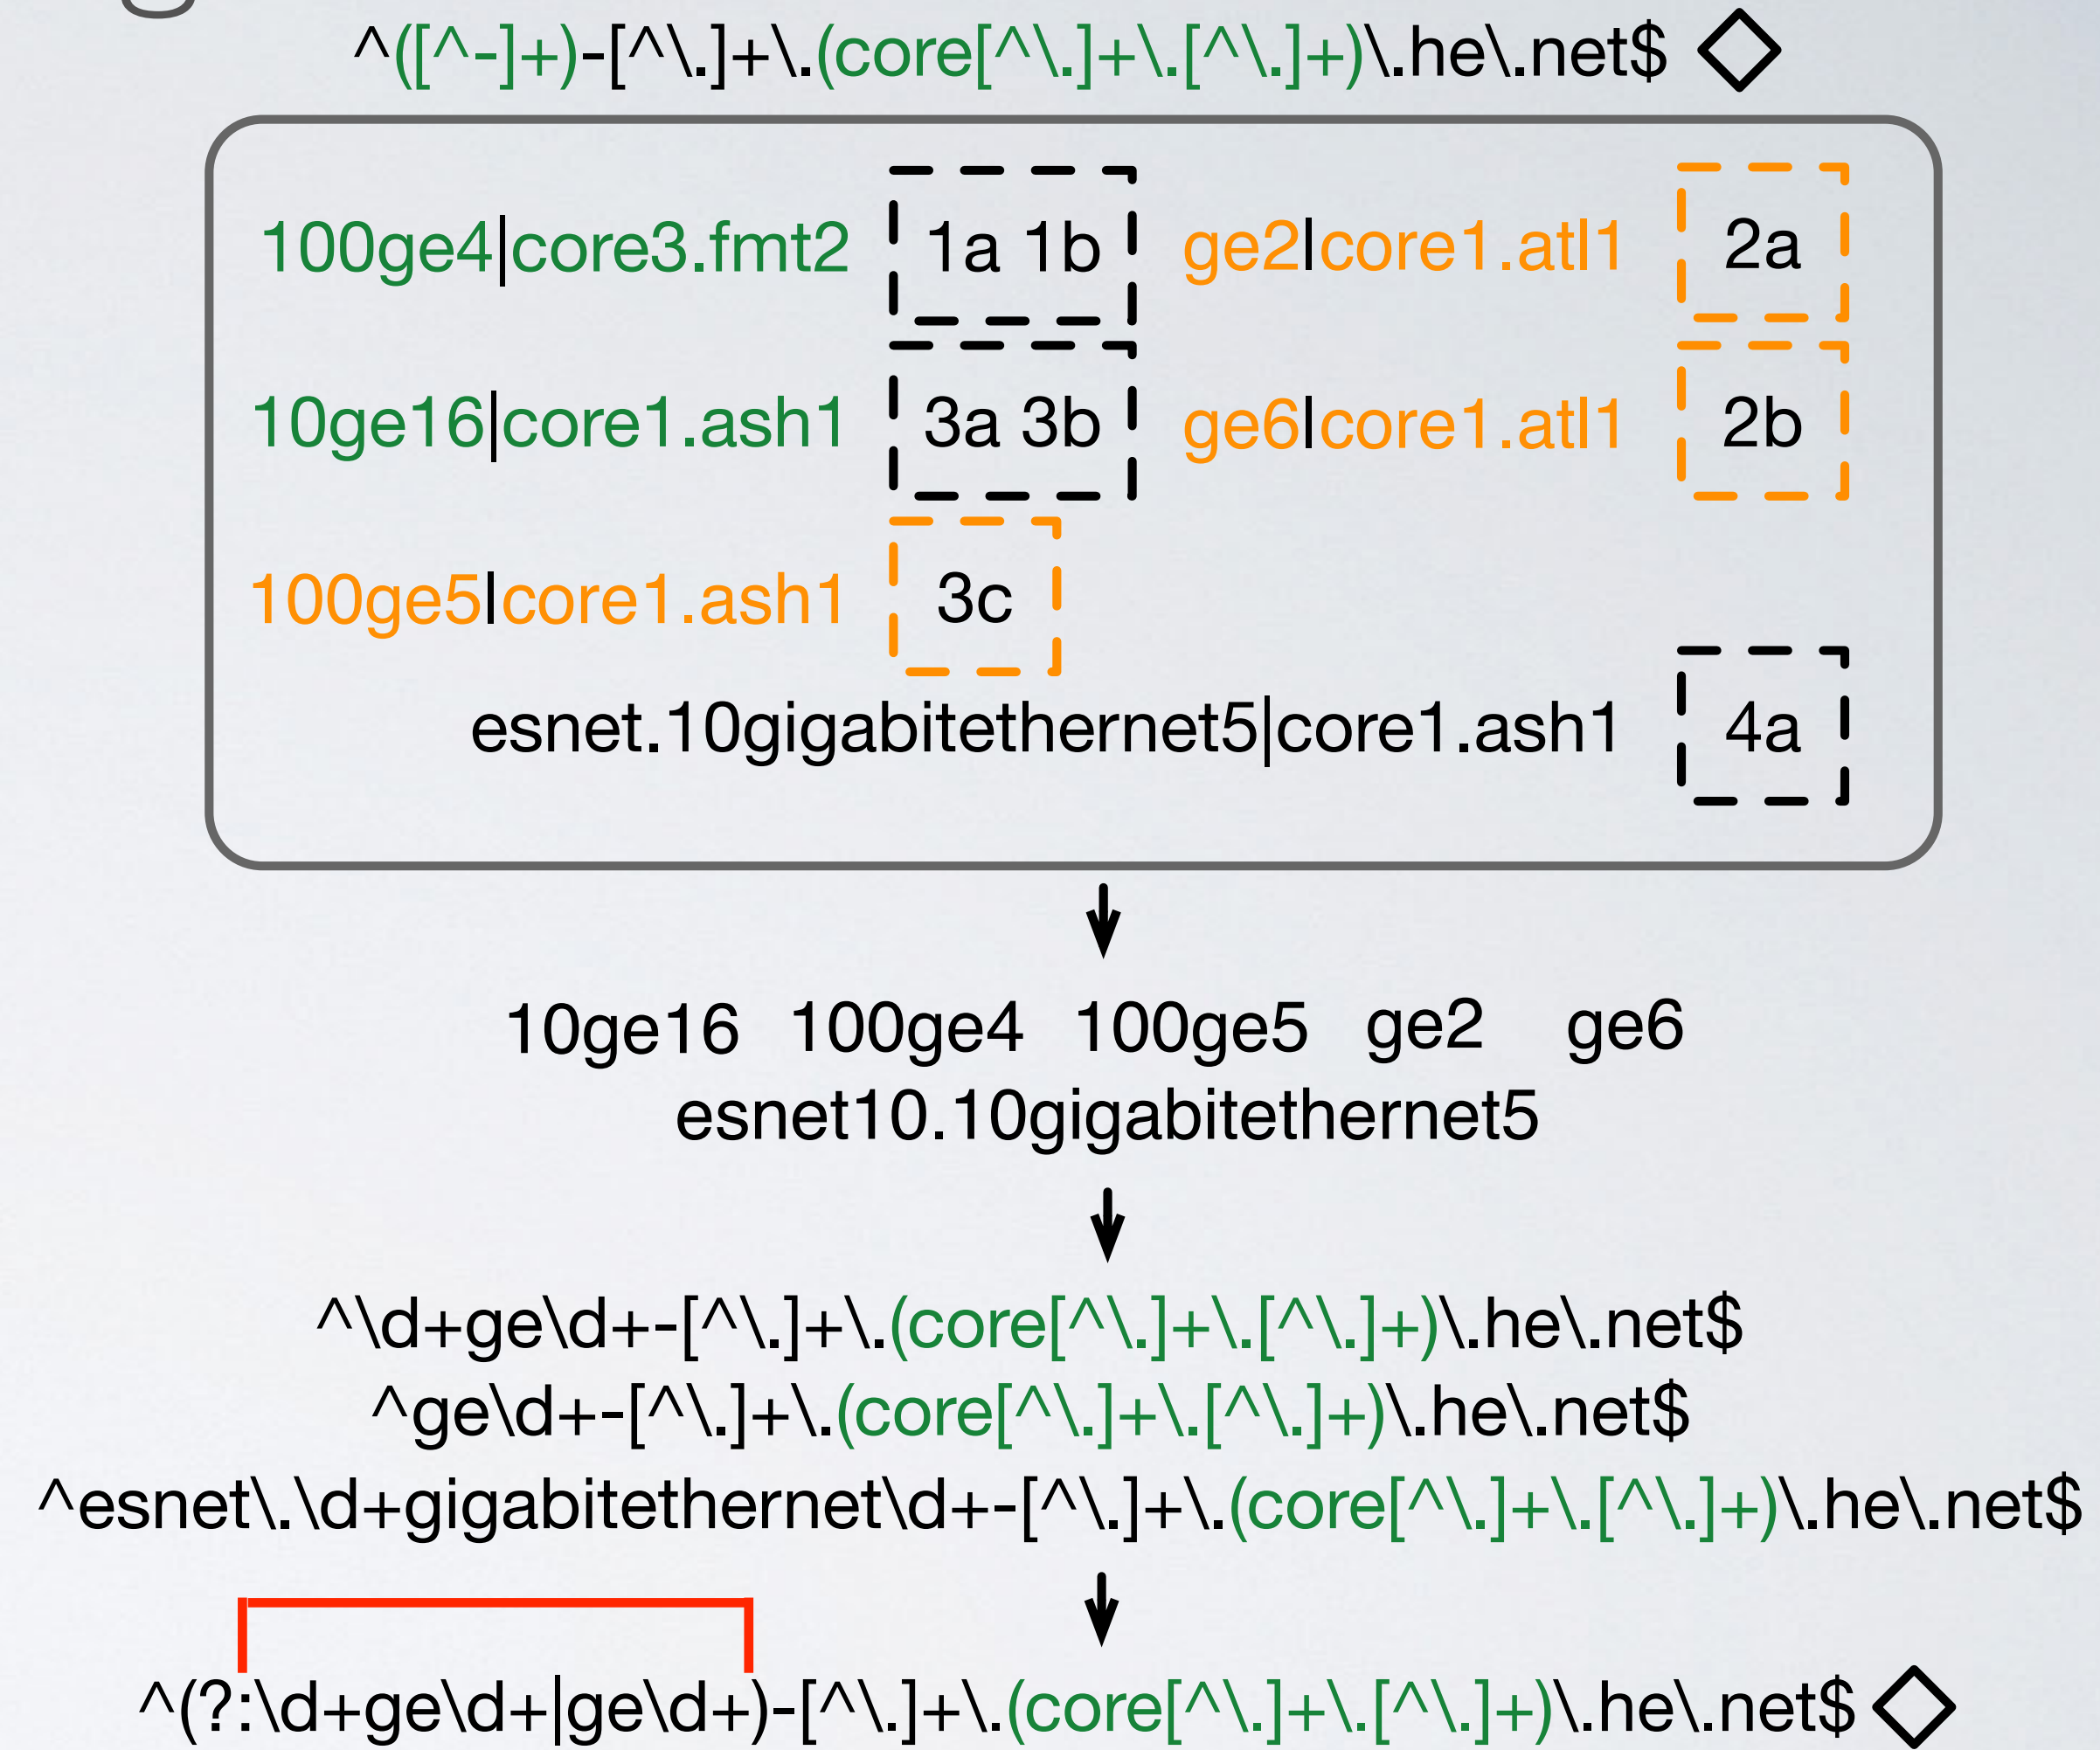 ^([^-]+)-[^\.]+\.(core[^\.]+\.[^\.]+)\.he\.net$
100ge4|core3.fmt2 1a 1b ge2|core1.atl1 2a
10ge16|core1.ash1 3a 3b ge6|core1.atl1 2b
100ge5|core1.ash1 3c
esnet.10gigabitethernet5|core1.ash1 4a
10ge16 100ge4 100ge5 ge2 ge6
esnet10.10gigabitethernet5
^\d+ge\d+-[^\.]+\.(core[^\.]+\.[^\.]+)\.he\.net$
^ge\d+-[^\.]+\.(core[^\.]+\.[^\.]+)\.he\.net$
^esnet\.\d+gigabitethernet\d+-[^\.]+\.(core[^\.]+\.[^\.]+)\.he\.net$
^(?:\d+ge\d+|ge\d+)-[^\.]+\.(core[^\.]+\.[^\.]+)\.he\.net$